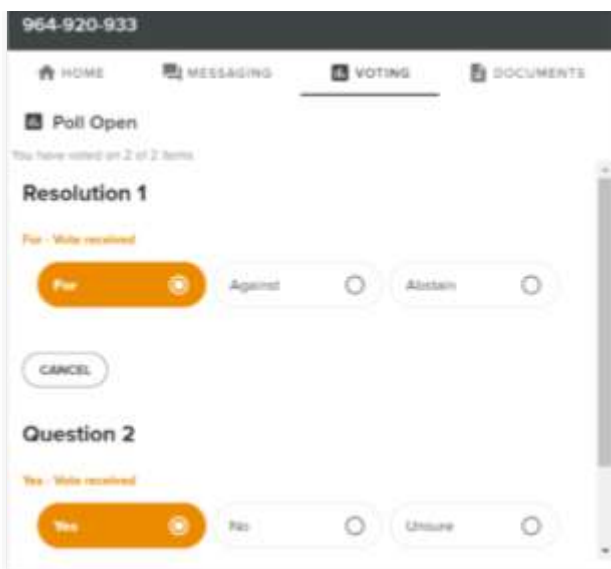 964-920-933
HOME MESSAGING VOTING DOCUMENTS
Poll Open
You have voted on 2 of 2 items
Resolution 1
For - Vote received
For Against Abstain
CANCEL
Question 2
Yes - Vote received
Yes No Unsure